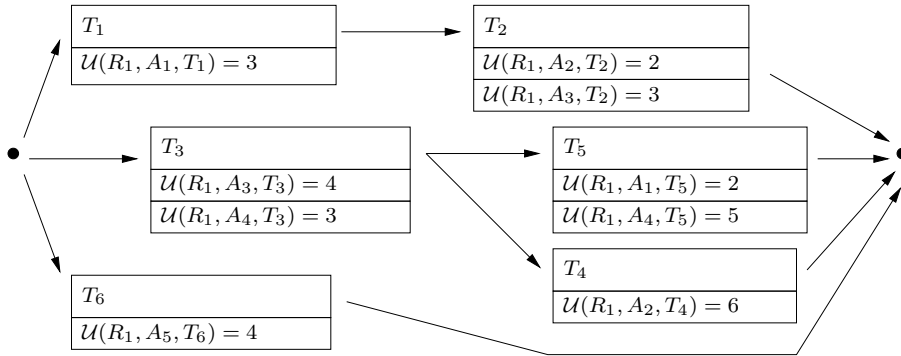 T₁
𝒰(R₁, A₁, T₁) = 3
T₂
𝒰(R₁, A₂, T₂) = 2
𝒰(R₁, A₃, T₂) = 3
T₃
𝒰(R₁, A₃, T₃) = 4
𝒰(R₁, A₄, T₃) = 3
T₅
𝒰(R₁, A₁, T₅) = 2
𝒰(R₁, A₄, T₅) = 5
T₄
𝒰(R₁, A₂, T₄) = 6
T₆
𝒰(R₁, A₅, T₆) = 4